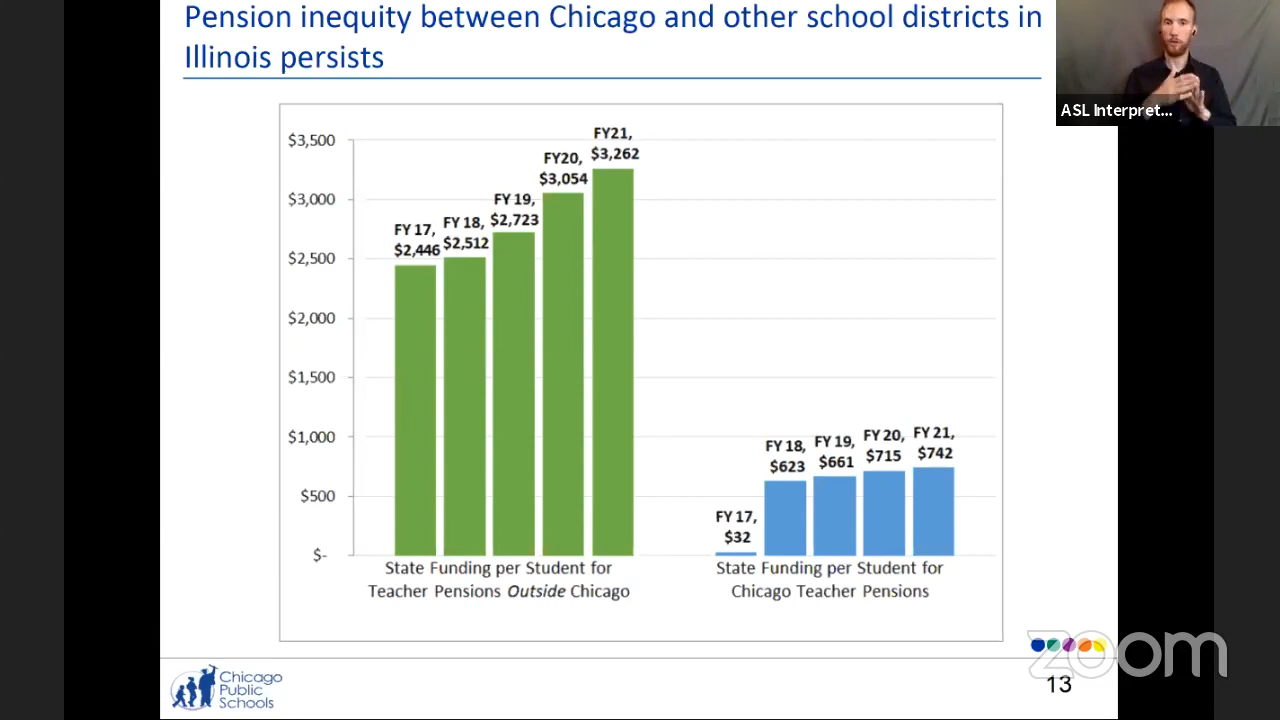 Pension inequity between Chicago and other school districts in
Illinois persists
ASL Interpret...
$3,500
$3,000
$2,500
$2,000
$1,500
$1,000
$500
$-
FY 17,
$2,446
FY 18,
$2,512
FY 19,
$2,723
FY20,
$3,054
FY21,
$3,262
FY 17,
$32
FY 18,
$623
FY 19,
$661
FY 20,
$715
FY 21,
$742
State Funding per Student for
Teacher Pensions Outside Chicago
State Funding per Student for
Chicago Teacher Pensions
Chicago
Public
Schools
zoom
13